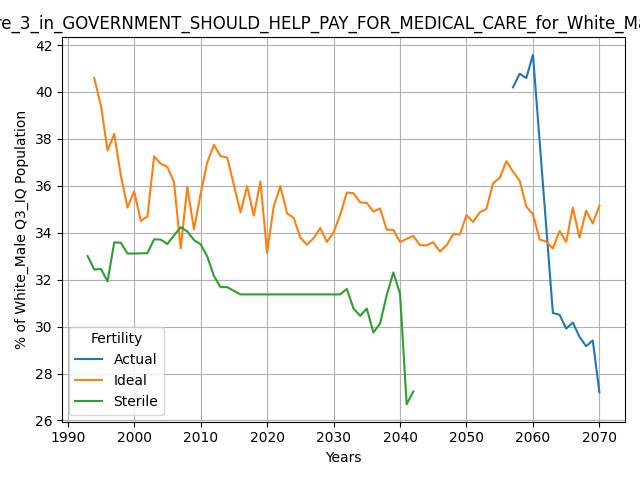 re_3_in_GOVERNMENT_SHOULD_HELP_PAY_FOR_MEDICAL_CARE_for_White_Ma
42
40
38
36
34
32
30
28
26
% of White_Male Q3_IQ Population
Fertility
Actual
Ideal
Sterile
1990 2000 2010 2020 2030 2040 2050 2060 2070
Years